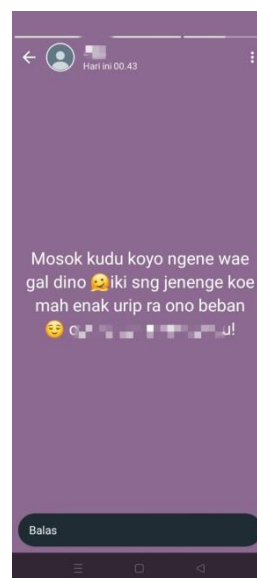 Hari ini 00.43
Mosok kudu koyo ngene wae
gal dino 🥲iki sng jenenge koe
mah enak urip ra ono beban
😌
Balas